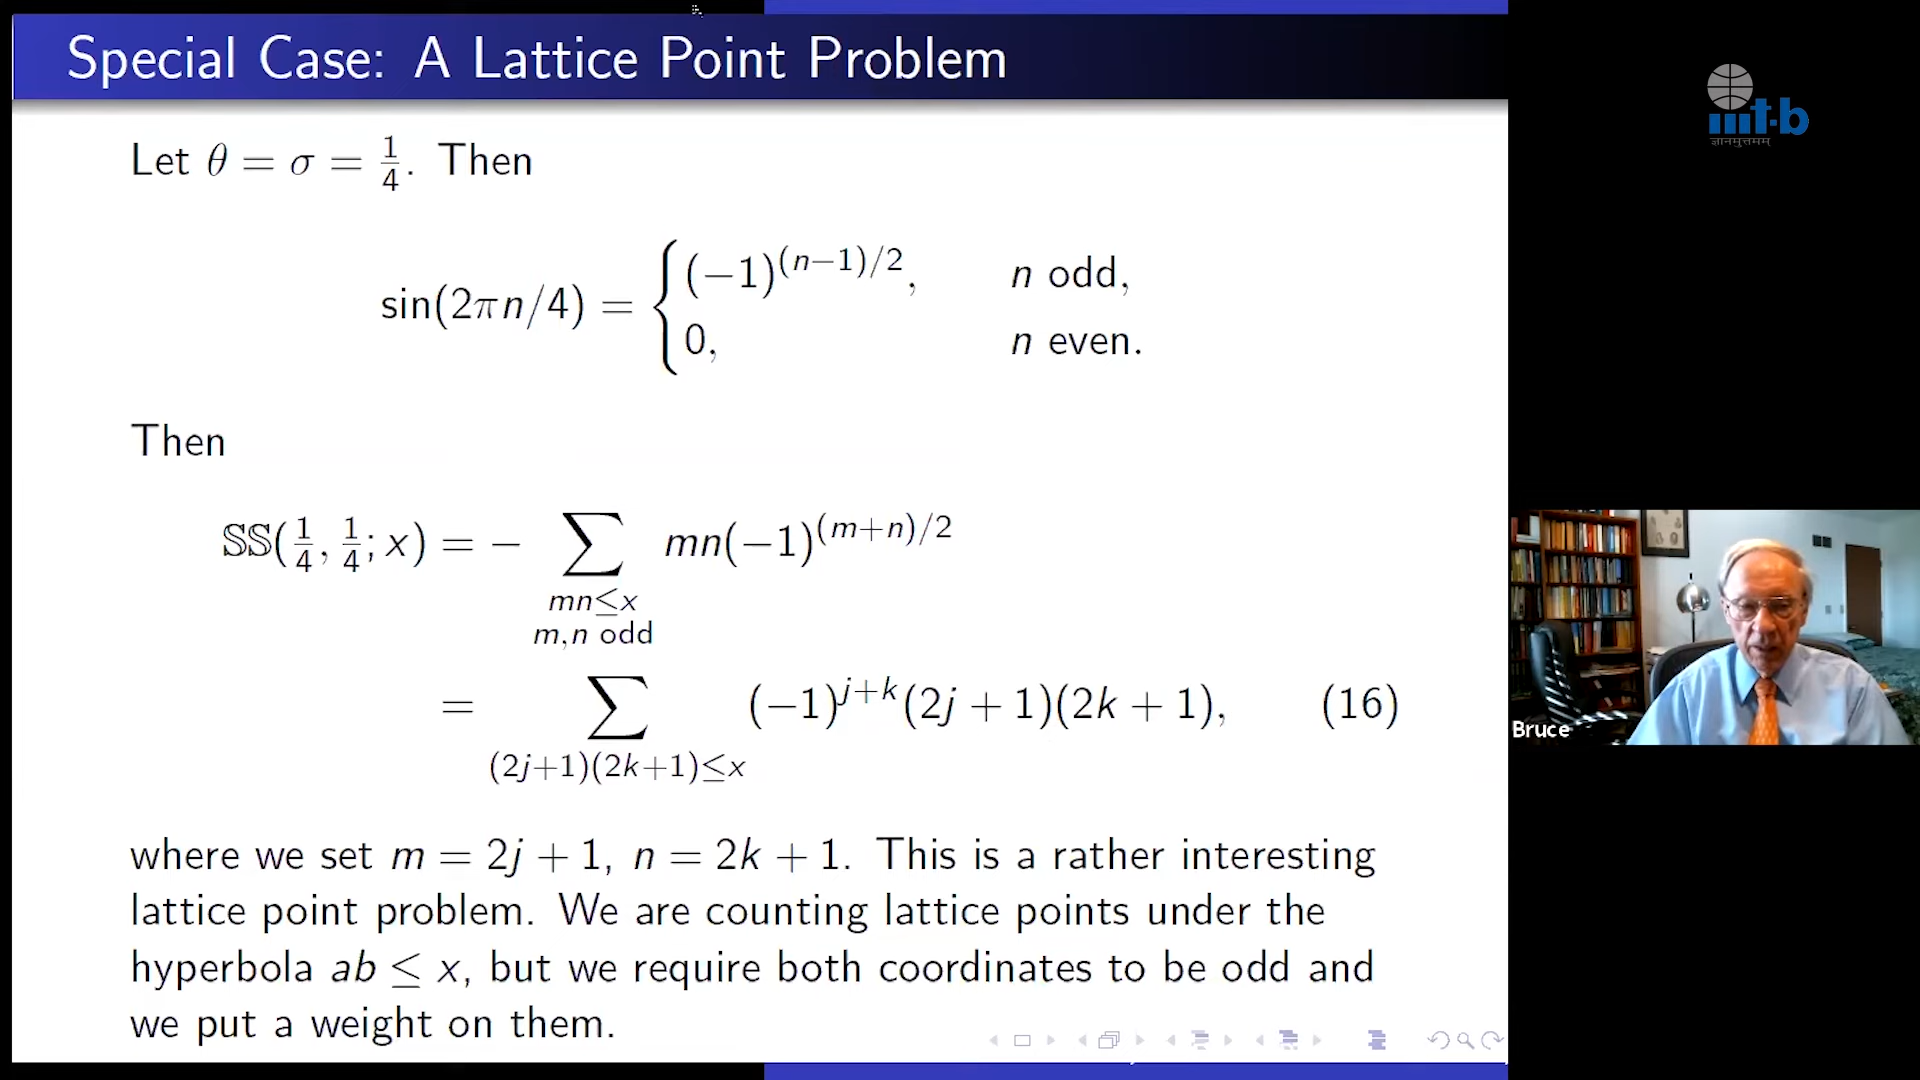 Special Case: A Lattice Point Problem
Let θ = σ = 1/4. Then
sin(2πn/4) = { (−1)^{(n−1)/2}, n odd,
0, n even.
Then
𝕊𝕊(1/4, 1/4; x) = − ∑_{mn≤x m,n odd} mn(−1)^{(m+n)/2}
= ∑_{(2j+1)(2k+1)≤x} (−1)^{j+k}(2j + 1)(2k + 1), (16)
where we set m = 2j + 1, n = 2k + 1. This is a rather interesting
lattice point problem. We are counting lattice points under the
hyperbola ab ≤ x, but we require both coordinates to be odd and
we put a weight on them.
iiit-b
ज्ञानमुत्तमम्
Bruce